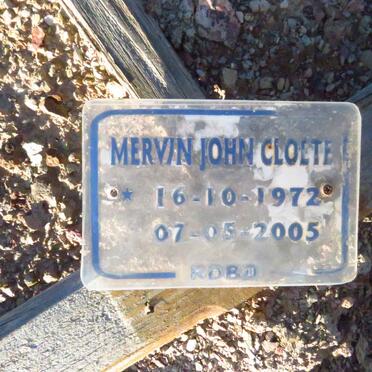 MERVIN JOHN CLOETE
* 16-10-1972
07-05-2005